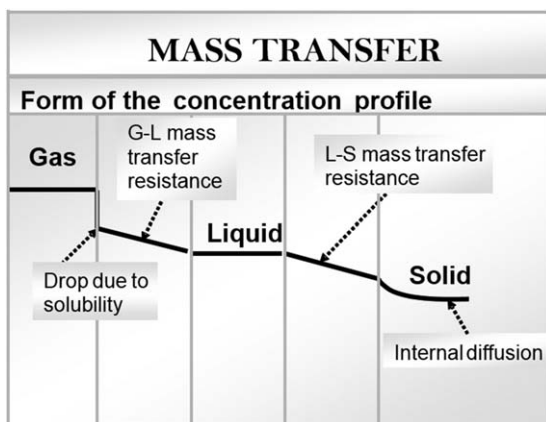 MASS TRANSFER
Form of the concentration profile
Gas
G-L mass
transfer
resistance
L-S mass transfer
resistance
Liquid
Drop due to
solubility
Solid
Internal diffusion